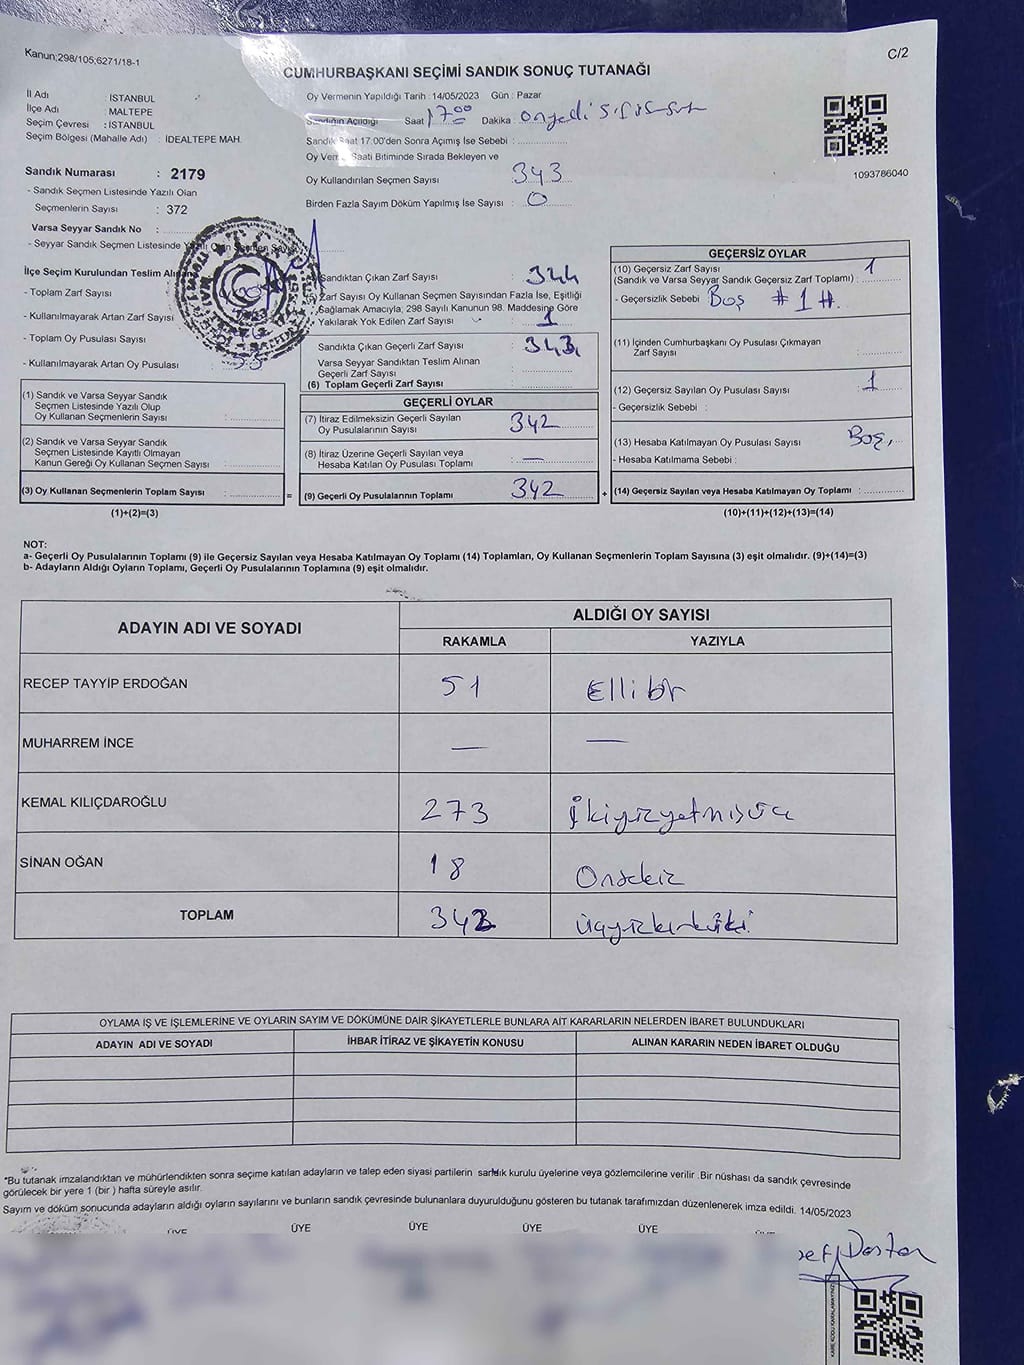 Kanun;298/105;6271/18-1
C/2
CUMHURBAŞKANI SEÇİMİ SANDIK SONUÇ TUTANAĞI
İl Adı : İSTANBUL
İlçe Adı : MALTEPE
Seçim Çevresi : İSTANBUL
Seçim Bölgesi (Mahalle Adı) : İDEALTEPE MAH.
Sandık Numarası : 2179
- Sandık Seçmen Listesinde Yazılı Olan
Seçmenlerin Sayısı : 372
Varsa Seyyar Sandık No :
- Seyyar Sandık Seçmen Listesinde Yazılı Olan Seçmen Sayısı
İlçe Seçim Kurulundan Teslim Alınan
- Toplam Zarf Sayısı
- Kullanılmayarak Artan Zarf Sayısı
- Toplam Oy Pusulası Sayısı
- Kullanılmayarak Artan Oy Pusulası
Oy Vermenin Yapıldığı Tarih : 14/05/2023 Gün : Pazar
Sandığın Açıldığı Saat 17:00 Dakika : Onyedi sıfır sıfır
Sandık Saat 17:00'den Sonra Açımış İse Sebebi :
Oy Verme Saati Bitiminde Sırada Bekleyen ve
Oy Kullandırılan Seçmen Sayısı : 343
Birden Fazla Sayım Döküm Yapılmış İse Sayısı : 0
1093786040
Sandıktan Çıkan Zarf Sayısı : 344
Zarf Sayısı Oy Kullanan Seçmen Sayısından Fazla İse, Eşitliği
Sağlamak Amacıyla; 298 Sayılı Kanunun 98. Maddesine Göre
Yakılarak Yok Edilen Zarf Sayısı : 1
Sandıkta Çıkan Geçerli Zarf Sayısı : 343
Varsa Seyyar Sandıktan Teslim Alınan
Geçerli Zarf Sayısı :
(6) Toplam Geçerli Zarf Sayısı :
GEÇERSİZ OYLAR
(10) Geçersiz Zarf Sayısı 1
(Sandık ve Varsa Seyyar Sandık Geçersiz Zarf Toplamı) :
- Geçersizlik Sebebi : Boş # 1 #.
(11) İçinden Cumhurbaşkanı Oy Pusulası Çıkmayan
Zarf Sayısı :
(12) Geçersiz Sayılan Oy Pusulası Sayısı : 1
- Geçersizlik Sebebi :
(13) Hesaba Katılmayan Oy Pusulası Sayısı : Boş,
- Hesaba Katılmama Sebebi :
(14) Geçersiz Sayılan veya Hesaba Katılmayan Oy Toplamı :
(10)+(11)+(12)+(13)=(14)
(1) Sandık ve Varsa Seyyar Sandık
Seçmen Listesinde Yazılı Olup
Oy Kullanan Seçmenlerin Sayısı :
(2) Sandık ve Varsa Seyyar Sandık
Seçmen Listesinde Kayıtlı Olmayan
Kanun Gereği Oy Kullanan Seçmen Sayısı :
(3) Oy Kullanan Seçmenlerin Toplam Sayısı : =
(1)+(2)=(3)
GEÇERLİ OYLAR
(7) İtiraz Edilmeksizin Geçerli Sayılan
Oy Pusulalarının Sayısı : 342
(8) İtiraz Üzerine Geçerli Sayılan veya
Hesaba Katılan Oy Pusulası Toplamı : —
(9) Geçerli Oy Pusulalarının Toplamı : 342 +
NOT:
a- Geçerli Oy Pusulalarının Toplamı (9) ile Geçersiz Sayılan veya Hesaba Katılmayan Oy Toplamı (14) Toplamları, Oy Kullanan Seçmenlerin Toplam Sayısına (3) eşit olmalıdır. (9)+(14)=(3)
b- Adayların Aldığı Oyların Toplamı, Geçerli Oy Pusulalarının Toplamına (9) eşit olmalıdır.
ADAYIN ADI VE SOYADI
ALDIĞI OY SAYISI
RAKAMLA YAZIYLA
RECEP TAYYİP ERDOĞAN 51 Ellibir
MUHARREM İNCE — —
KEMAL KILIÇDAROĞLU 273 ikiyüzyetmişüç
SİNAN OĞAN 18 Onsekiz
TOPLAM 342 üçyüzkırkiki
OYLAMA İŞ VE İŞLEMLERİNE VE OYLARIN SAYIM VE DÖKÜMÜNE DAİR ŞİKAYETLERLE BUNLARA AİT KARARLARIN NELERDEN İBARET BULUNDUKLARI
ADAYIN ADI VE SOYADI İHBAR İTİRAZ VE ŞİKAYETİN KONUSU ALINAN KARARIN NEDEN İBARET OLDUĞU
*Bu tutanak imzalandıktan ve mühürlendikten sonra seçime katılan adayların ve talep eden siyasi partilerin sandık kurulu üyelerine veya gözlemcilerine verilir. Bir nüshası da sandık çevresinde
görülecek bir yere 1 (bir) hafta süreyle asılır.
Sayım ve döküm sonucunda adayların aldığı oyların sayılarını ve bunların sandık çevresinde bulunanlara duyurulduğunu gösteren bu tutanak tarafımızdan düzenlenerek imza edildi. 14/05/2023
ÜYE ÜYE ÜYE ÜYE ÜYE